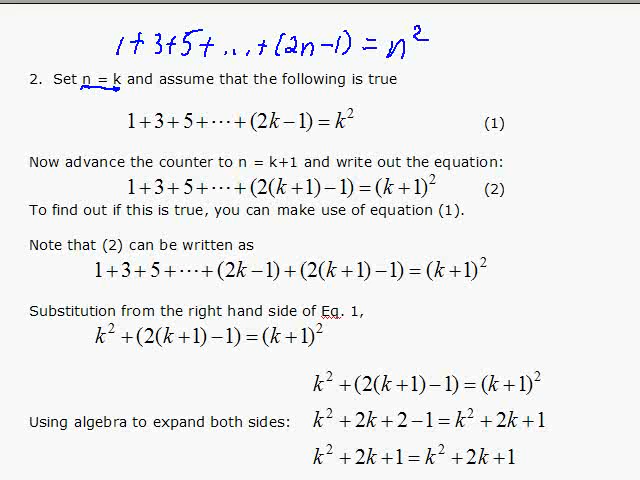 1+3+5+...+(2n-1)=n²
2. Set n = k and assume that the following is true
1+3+5+⋯+(2k−1)=k² (1)
Now advance the counter to n = k+1 and write out the equation:
1+3+5+⋯+(2(k+1)−1)=(k+1)² (2)
To find out if this is true, you can make use of equation (1).
Note that (2) can be written as
1+3+5+⋯+(2k−1)+(2(k+1)−1)=(k+1)²
Substitution from the right hand side of Eq. 1,
k²+(2(k+1)−1)=(k+1)²
k²+(2(k+1)−1)=(k+1)²
Using algebra to expand both sides: k²+2k+2−1=k²+2k+1
k²+2k+1=k²+2k+1